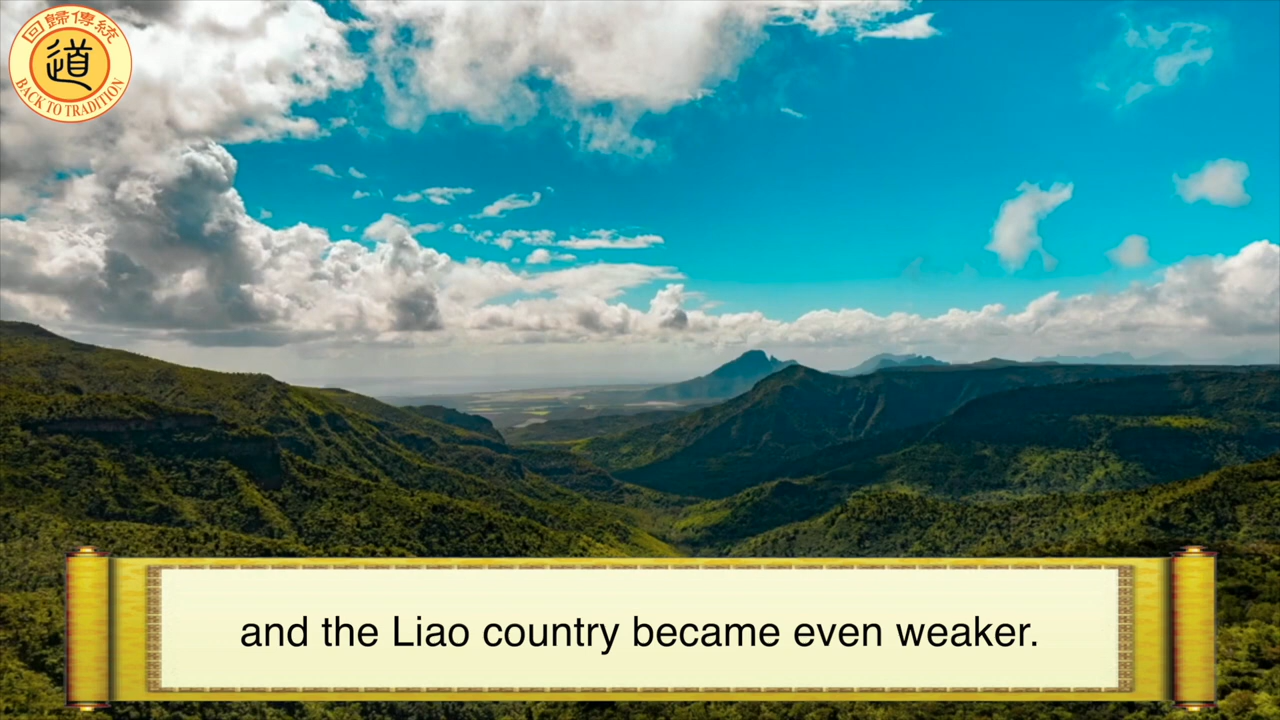 回歸傳統
道
BACK TO TRADITION
and the Liao country became even weaker.